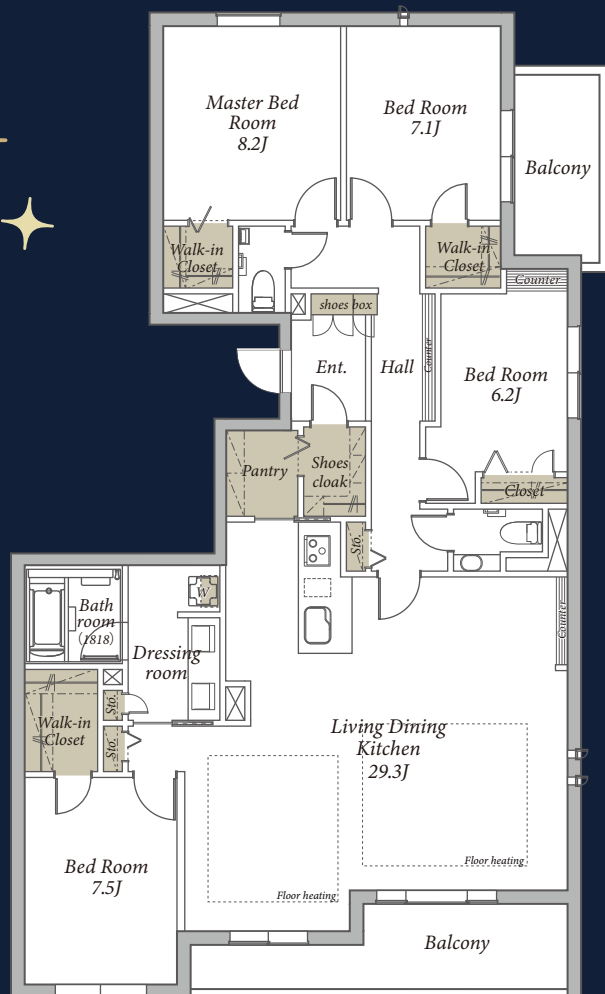 Master Bed
Room
8.2J
Bed Room
7.1J
Balcony
Walk-in
Closet
Walk-in
Closet
Counter
shoes box
Ent.
Hall
Counter
Bed Room
6.2J
Pantry
Shoes
cloak
Closet
Sto.
Bath
room
(1818)
W
Dressing
room
Counter
Sto.
Walk-in
Closet
Sto.
Living Dining
Kitchen
29.3J
Floor heating
Bed Room
7.5J
Floor heating
Balcony